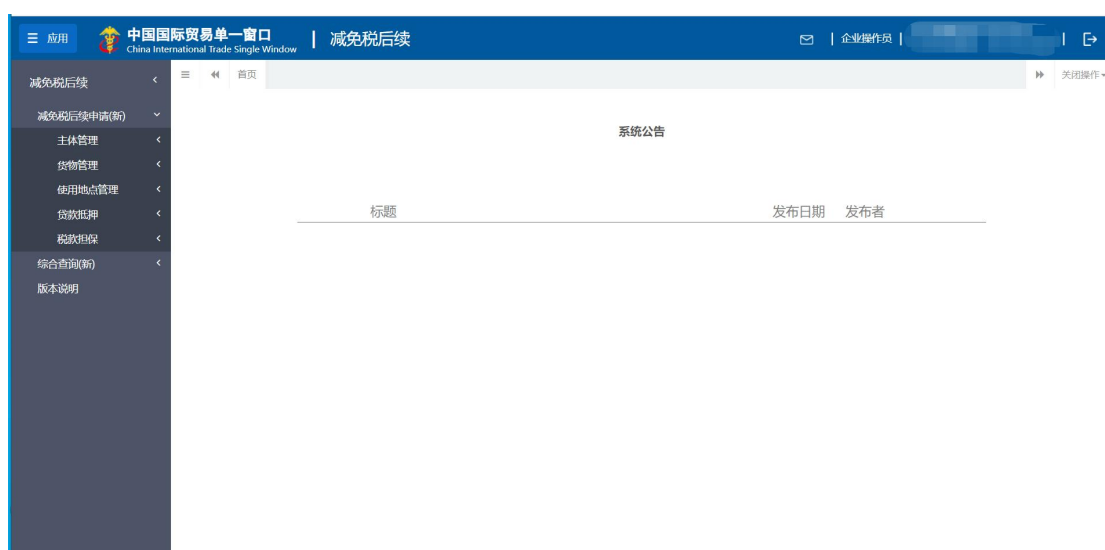 应用
中国国际贸易单一窗口
China International Trade Single Window
减免税后续
企业操作员
减免税后续
首页
关闭操作
减免税后续申请(新)
主体管理
货物管理
使用地点管理
贷款抵押
税款担保
综合查询(新)
版本说明
系统公告
标题 发布日期 发布者